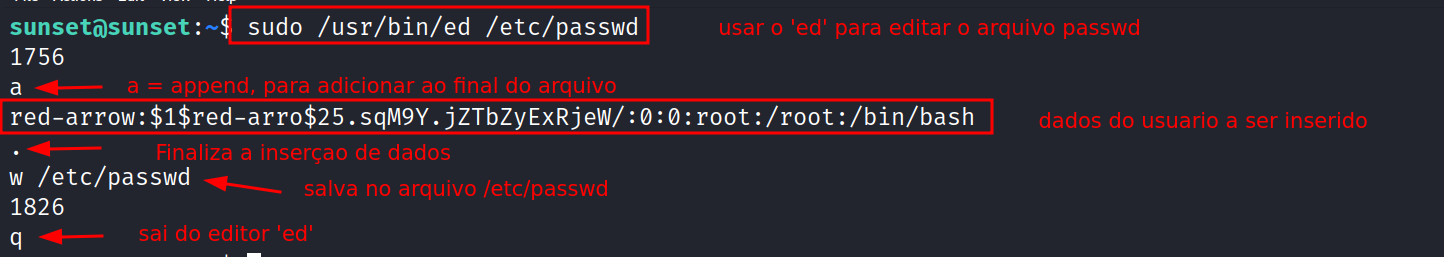 sunset@sunset:~$ sudo /usr/bin/ed /etc/passwd usar o 'ed' para editar o arquivo passwd
1756
a a = append, para adicionar ao final do arquivo
red-arrow:$1$red-arro$25.sqM9Y.jZTbZyExRjeW/:0:0:root:/root:/bin/bash dados do usuario a ser inserido
. Finaliza a inserçao de dados
w /etc/passwd salva no arquivo /etc/passwd
1826
q sai do editor 'ed'